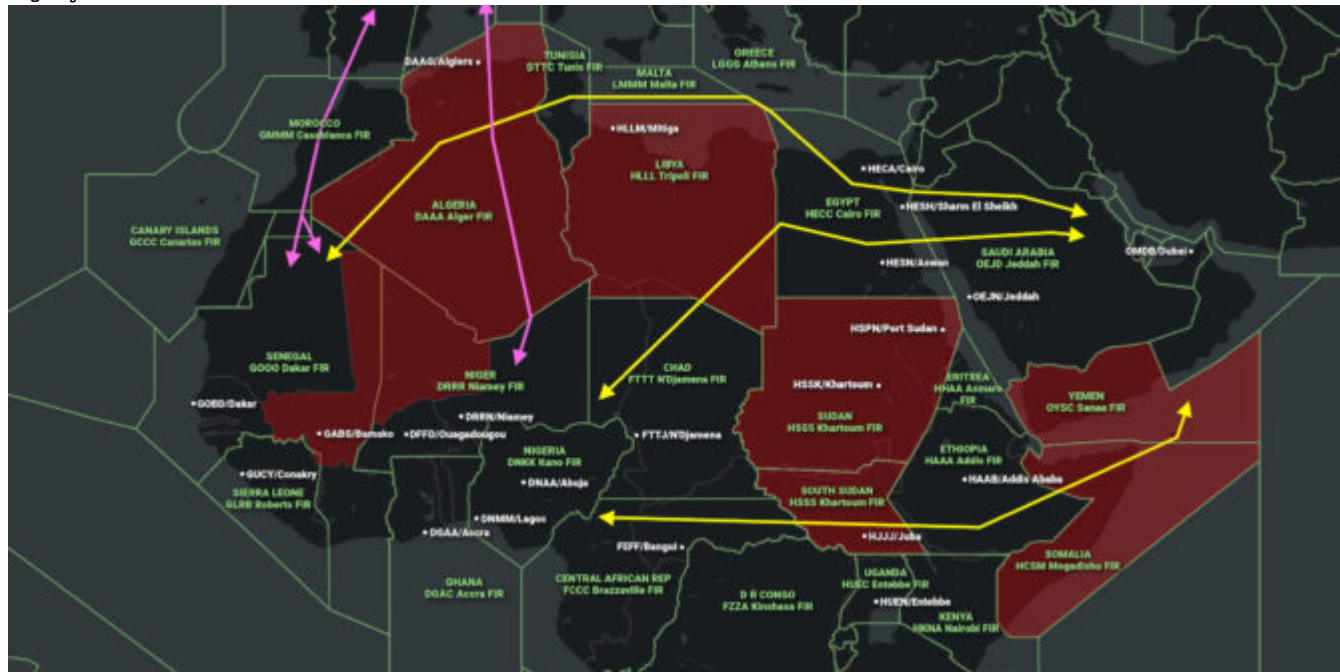 DAAG/Algiers
TUNISIA
DTTC Tunis FIR
GREECE
LGGG Athens FIR
MALTA
LMMM Malta FIR
MOROCCO
GMMM Casablanca FIR
HLLM/Mitiga
LIBYA
HLLL Tripoli FIR
HECA/Cairo
ALGERIA
DAAA Alger FIR
EGYPT
HECC Cairo FIR
HESH/Sharm El Sheikh
CANARY ISLANDS
GCCC Canarias FIR
HESN/Aswan
SAUDI ARABIA
OEJD Jeddah FIR
OMDB/Dubai
OEJN/Jeddah
HSPN/Port Sudan
SENEGAL
GOOO Dakar FIR
NIGER
DRRR Niamey FIR
CHAD
FTTT N'Djamena FIR
HSSK/Khartoum
ERITREA
HHAA Asmara
FIR
YEMEN
OYSC Sanaa FIR
GOBD/Dakar
DRRN/Niamey
SUDAN
HSSS Khartoum FIR
GABS/Bamako
DFFD/Ouagadougou
FTTJ/N'Djamena
NIGERIA
DNKK Kano FIR
ETHIOPIA
HAAA Addis FIR
GUCY/Conakry
DNAA/Abuja
HAAB/Addis Ababa
SIERRA LEONE
GLRB Roberts FIR
SOUTH SUDAN
HSSS Khartoum FIR
DNMM/Lagos
DGAA/Accra
HJJJ/Juba
FEFF/Bangui
SOMALIA
HCSM Mogadishu FIR
GHANA
DGAC Accra FIR
CENTRAL AFRICAN REP
FCCC Brazzaville FIR
D R CONGO
FZZA Kinshasa FIR
UGANDA
HUEC Entebbe FIR
HUEN/Entebbe
KENYA
HKNA Nairobi FIR